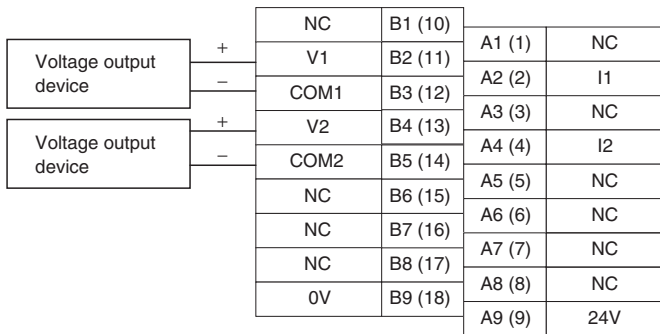 NC B1 (10)
A1 (1) NC
Voltage output
device
+
V1 B2 (11)
A2 (2) I1
−
COM1 B3 (12)
A3 (3) NC
Voltage output
device
+
V2 B4 (13)
A4 (4) I2
−
COM2 B5 (14)
A5 (5) NC
NC B6 (15)
A6 (6) NC
NC B7 (16)
A7 (7) NC
NC B8 (17)
A8 (8) NC
0V B9 (18)
A9 (9) 24V